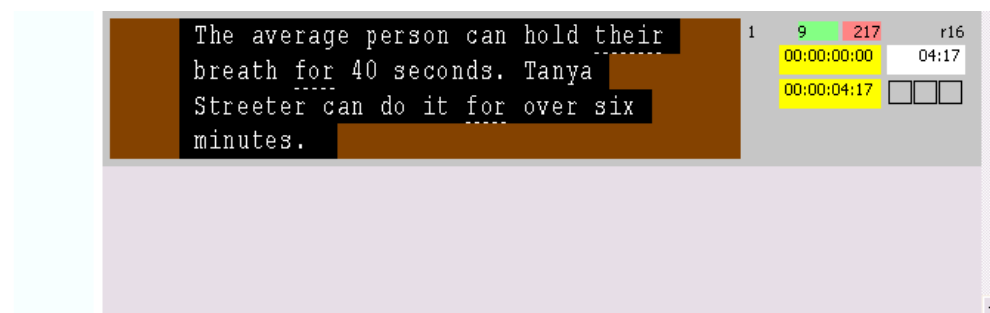 The average person can hold their
breath for 40 seconds. Tanya
Streeter can do it for over six
minutes.
1 9 217 r16
00:00:00:00 04:17
00:00:04:17